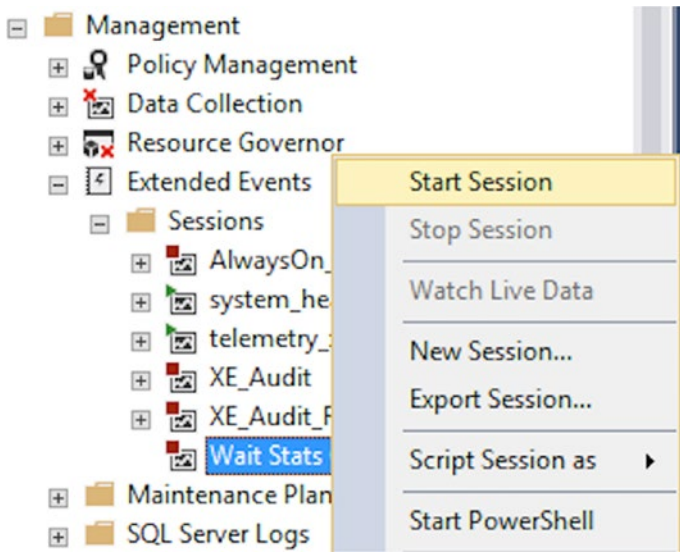 Management
Policy Management
Data Collection
Resource Governor
Extended Events
Sessions
AlwaysOn_
system_he
telemetry_
XE_Audit
XE_Audit_F
Wait Stats
Maintenance Plan
SQL Server Logs
Start Session
Stop Session
Watch Live Data
New Session...
Export Session...
Script Session as
Start PowerShell